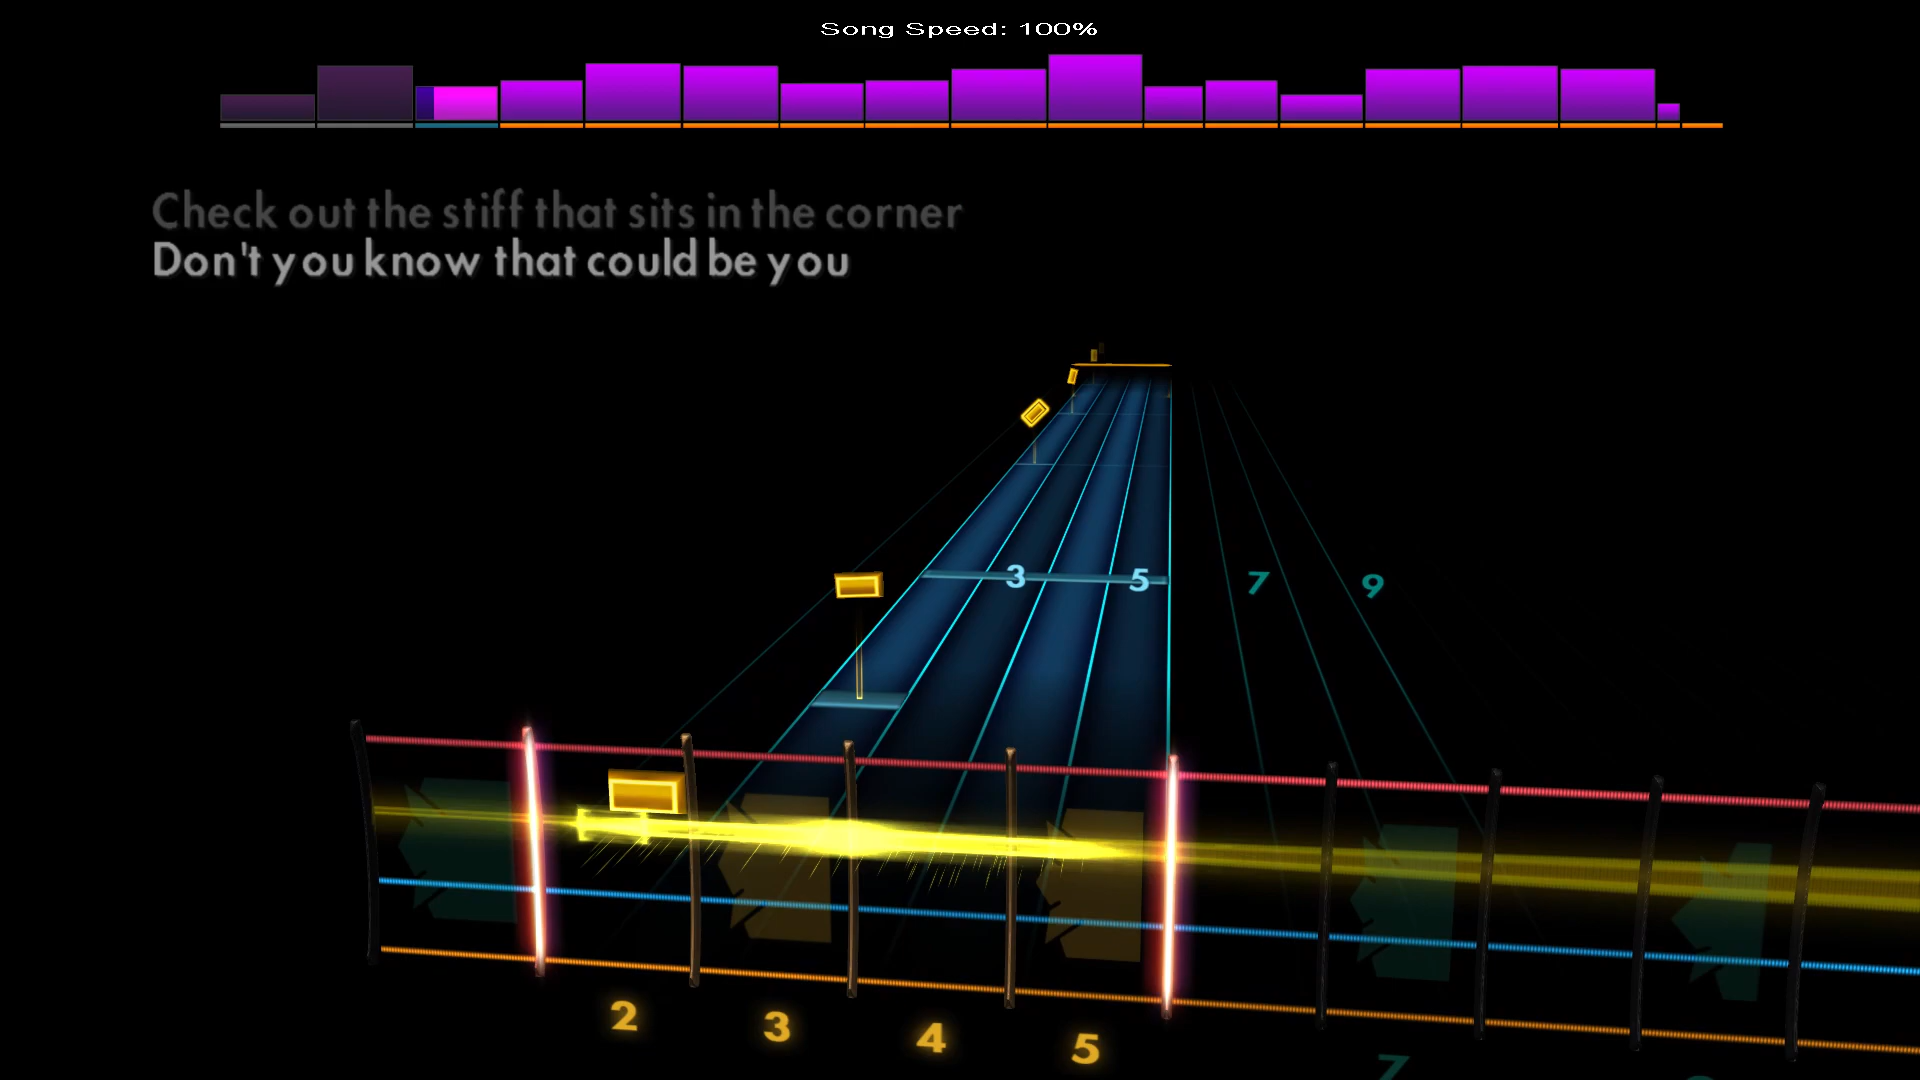 Song Speed: 100%
Check out the stiff that sits in the corner
Don't you know that could be you
3 5 7 9
2 3 4 5 7